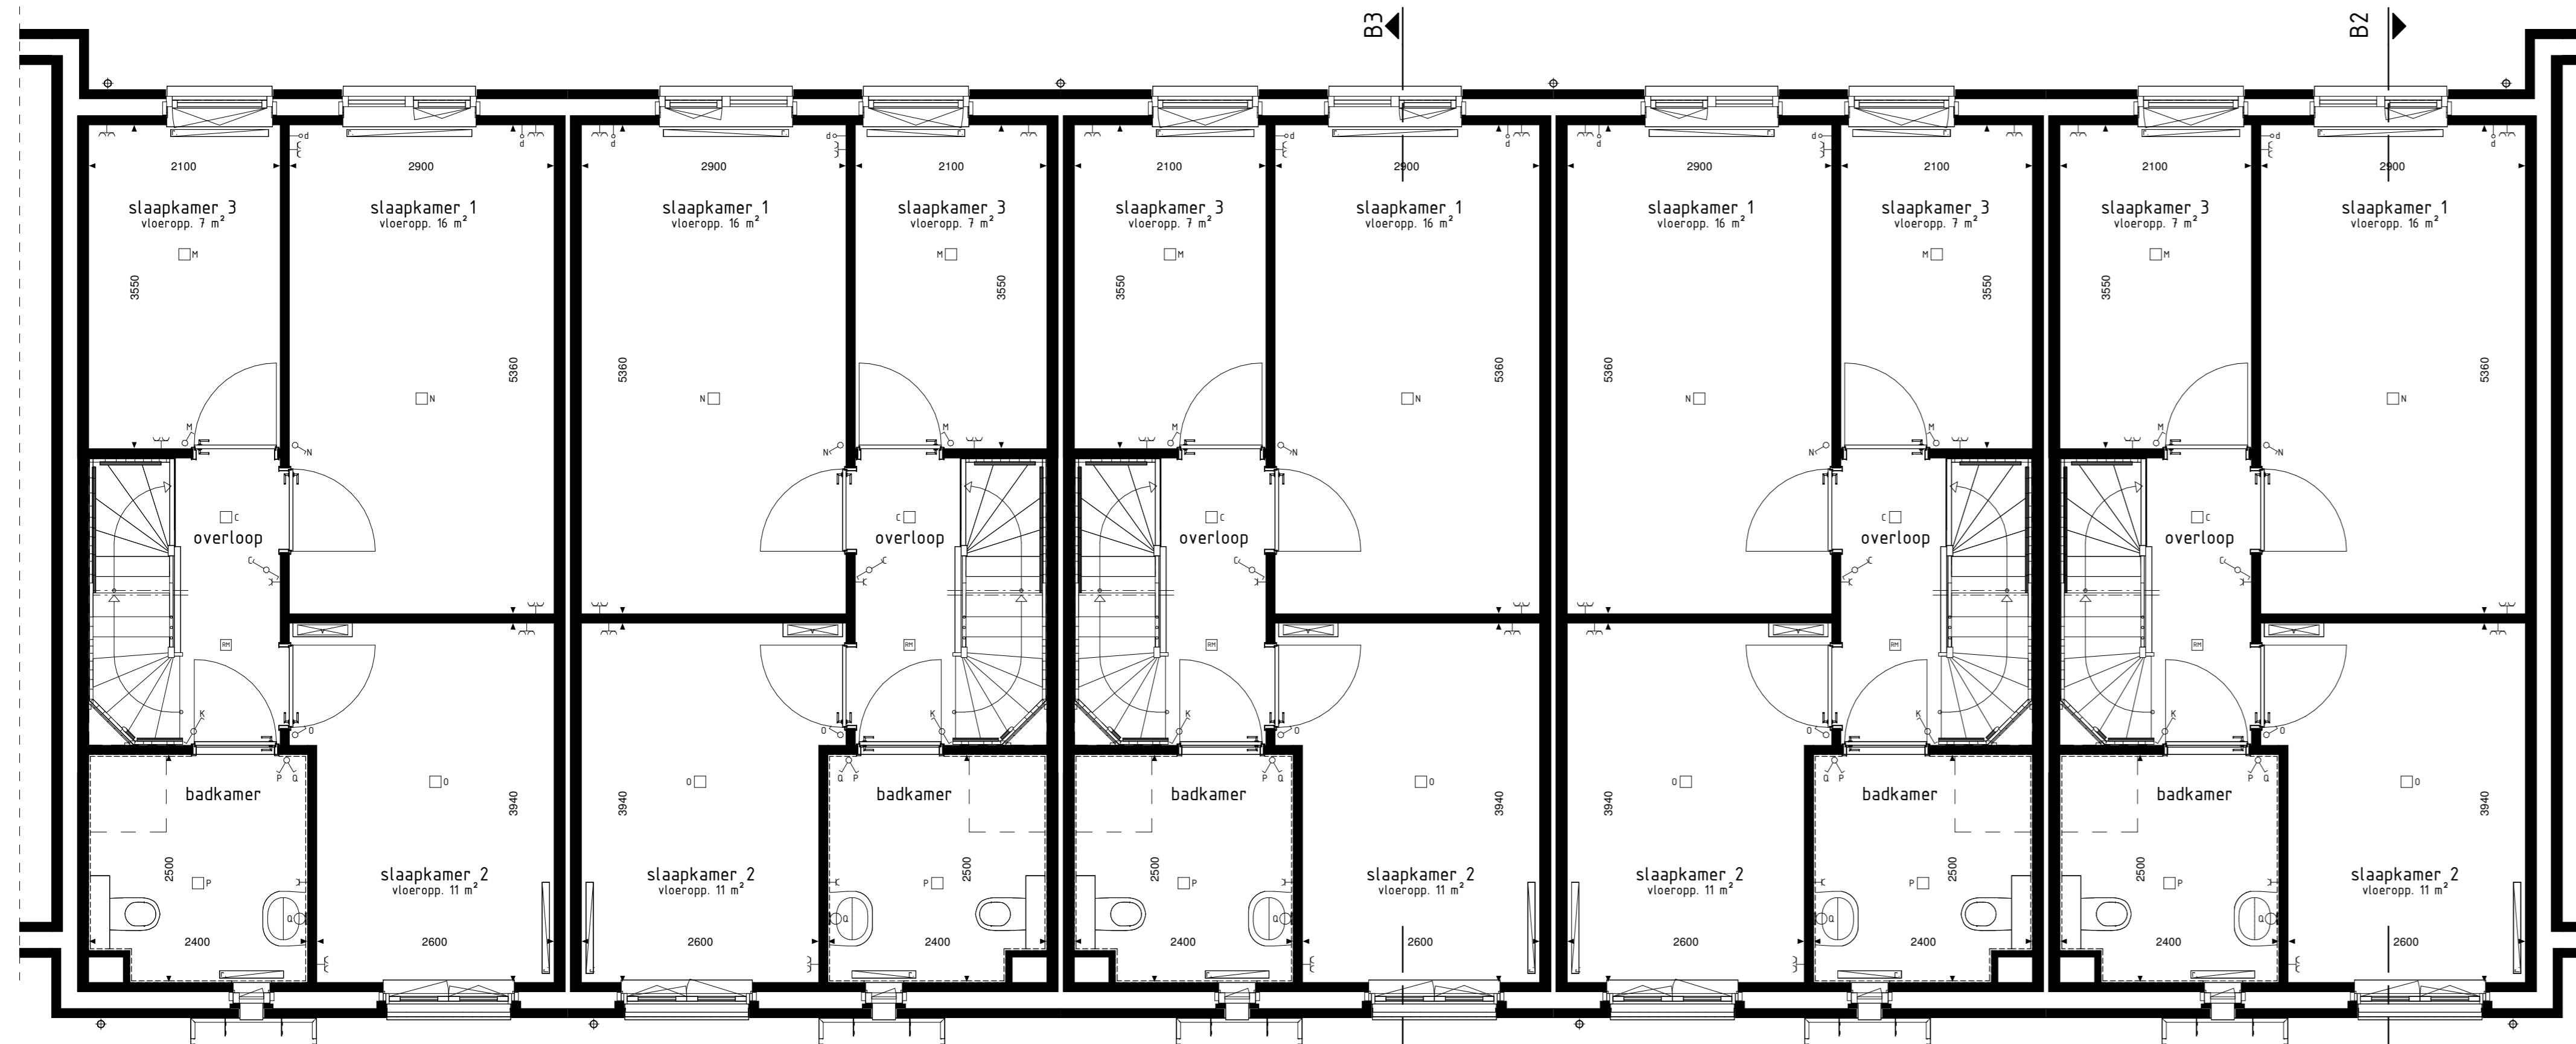 B3
B2
d d d d d d d d d d
2100 2900 2900 2100 2100 2900 2900 2100 2100 2900
slaapkamer 3 slaapkamer 1 slaapkamer 1 slaapkamer 3 slaapkamer 3 slaapkamer 1 slaapkamer 1 slaapkamer 3 slaapkamer 3 slaapkamer 1
vloeropp. 7 m² vloeropp. 16 m² vloeropp. 16 m² vloeropp. 7 m² vloeropp. 7 m² vloeropp. 16 m² vloeropp. 16 m² vloeropp. 7 m² vloeropp. 7 m² vloeropp. 16 m²
M M M M M
3550 3550 3550 3550 3550
5360 5360 5360 5360 5360
N N N N N
M M M M M
N N N N N
C C C C C
overloop overloop overloop overloop overloop
C C C C C
RM RM RM RM RM
K K K K K
O O O O O
P Q Q P P Q Q P P Q
O O O O O
badkamer badkamer badkamer badkamer badkamer
3940 3940 3940 3940 3940
2500 2500 2500 2500 2500
slaapkamer 2 slaapkamer 2 slaapkamer 2 slaapkamer 2 slaapkamer 2
P P P P P
vloeropp. 11 m² vloeropp. 11 m² vloeropp. 11 m² vloeropp. 11 m² vloeropp. 11 m²
Q Q Q Q Q
2400 2600 2600 2400 2400 2600 2600 2400 2400 2600